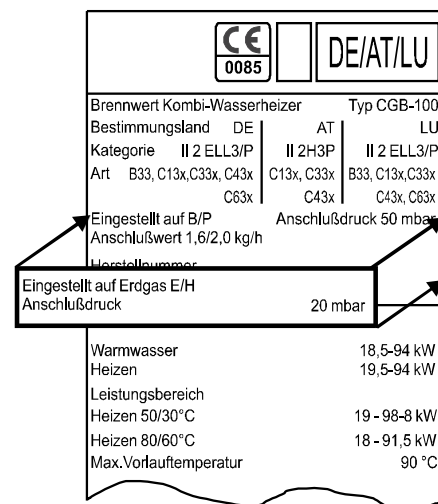 CE
0085
DE/AT/LU
Brennwert Kombi-Wasserheizer Typ CGB-100
Bestimmungsland DE AT LU
Kategorie II 2 ELL3/P II 2H3P II 2 ELL3/P
Art B33, C13x,C33x, C43x C13x, C33x B33, C13x,C33x
C63x C43x C43x, C63x
Eingestellt auf B/P Anschlußdruck 50 mbar
Anschlußwert 1,6/2,0 kg/h
Herstellnummer
Eingestellt auf Erdgas E/H
Anschlußdruck 20 mbar
Warmwasser 18,5-94 kW
Heizen 19,5-94 kW
Leistungsbereich
Heizen 50/30°C 19 - 98-8 kW
Heizen 80/60°C 18 - 91,5 kW
Max.Vorlauftemperatur 90 °C